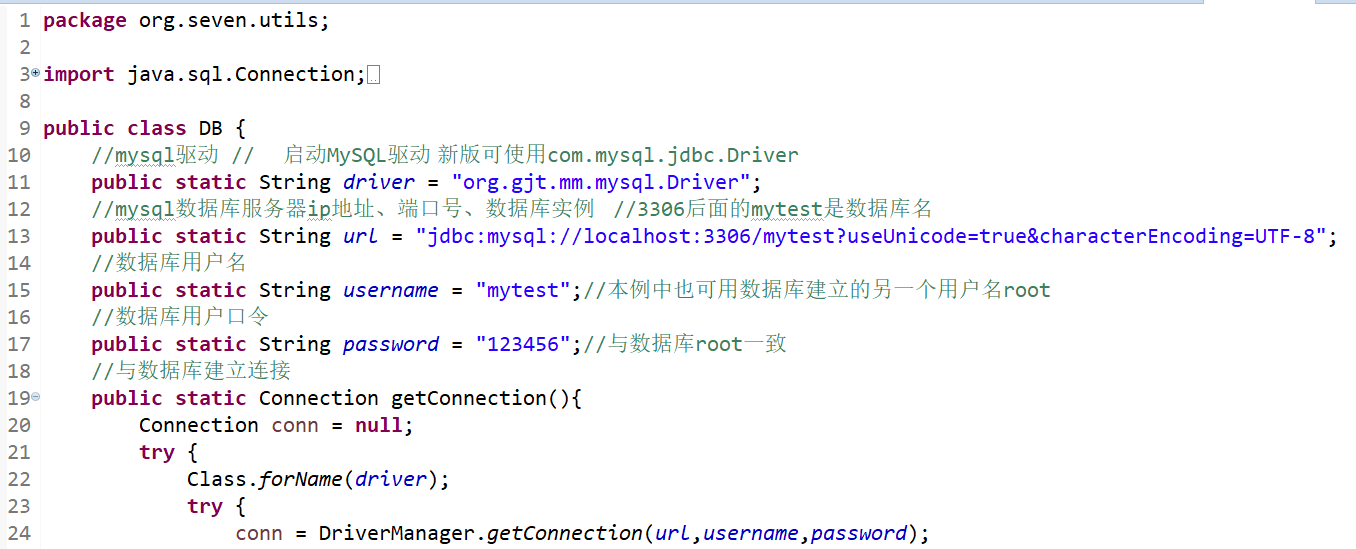 1 package org.seven.utils;
2
3 import java.sql.Connection;
8
9 public class DB {
10 //mysql驱动 // 启动MySQL驱动 新版可使用com.mysql.jdbc.Driver
11 public static String driver = "org.gjt.mm.mysql.Driver";
12 //mysql数据库服务器ip地址、端口号、数据库实例 //3306后面的mytest是数据库名
13 public static String url = "jdbc:mysql://localhost:3306/mytest?useUnicode=true&characterEncoding=UTF-8";
14 //数据库用户名
15 public static String username = "mytest";//本例中也可用数据库建立的另一个用户名root
16 //数据库用户口令
17 public static String password = "123456";//与数据库root一致
18 //与数据库建立连接
19 public static Connection getConnection(){
20 Connection conn = null;
21 try {
22 Class.forName(driver);
23 try {
24 conn = DriverManager.getConnection(url,username,password);